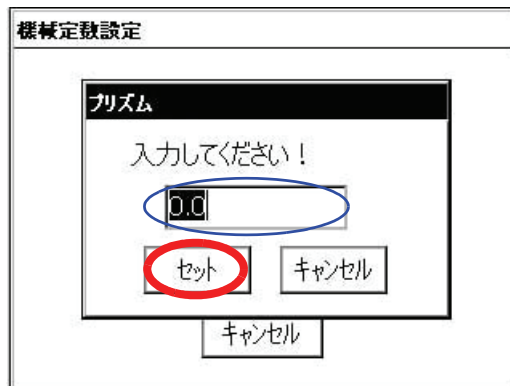 機械定数設定
プリズム
入力してください！
0.0
セット
キャンセル
キャンセル